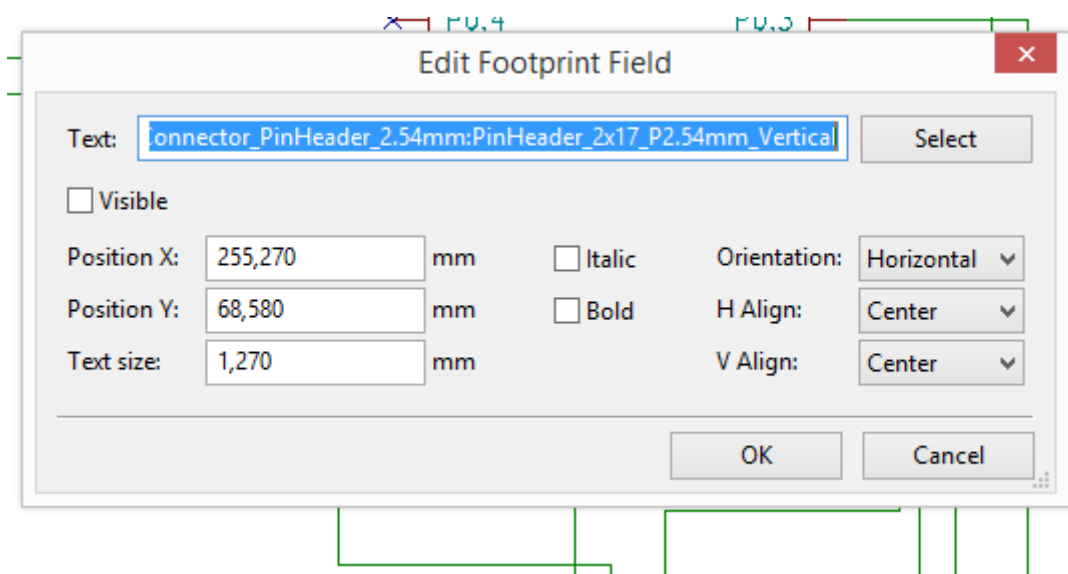 P0,4 P0,3
Edit Footprint Field
Text: Connector_PinHeader_2.54mm:PinHeader_2x17_P2.54mm_Vertical Select
Visible
Position X: 255,270 mm Italic Orientation: Horizontal
Position Y: 68,580 mm Bold H Align: Center
Text size: 1,270 mm V Align: Center
OK Cancel